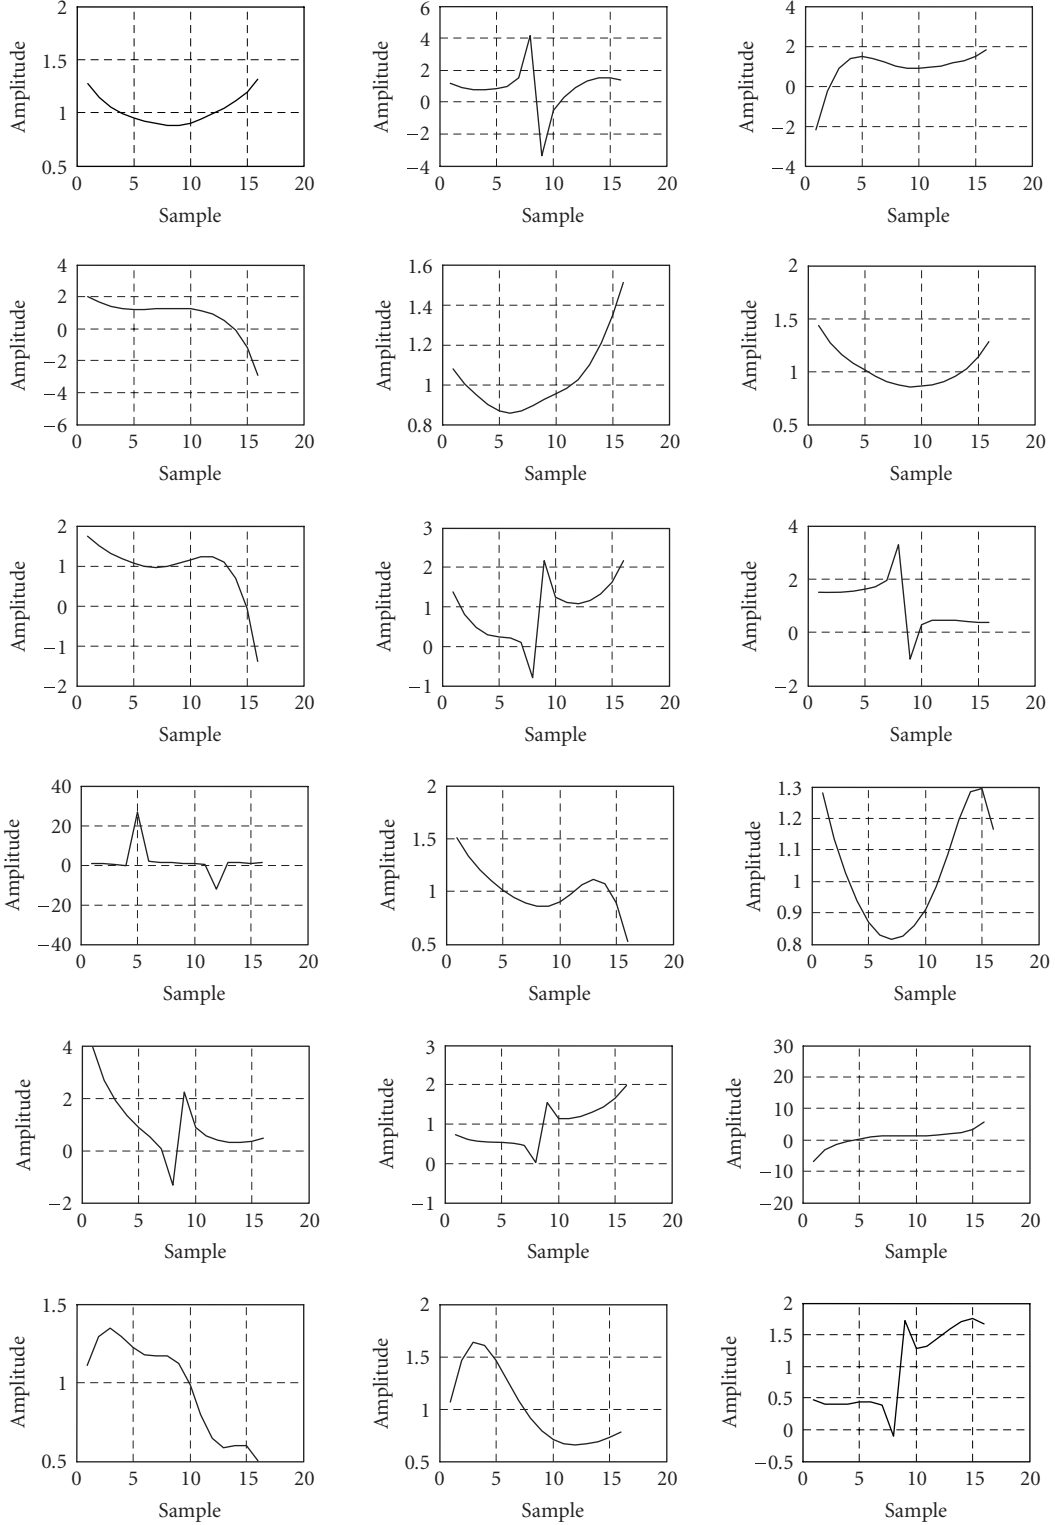 2 6 4
Amplitude 1.5 Amplitude 4 Amplitude 2
2
1 0 0
−2 −2
0.5 −4 −4
0 5 10 15 20 0 5 10 15 20 0 5 10 15 20
Sample Sample Sample
4 1.6 2
Amplitude 2 Amplitude 1.4 Amplitude 1.5
0 1.2
−2 1
−4 1
−6 0.8 0.5
0 5 10 15 20 0 5 10 15 20 0 5 10 15 20
Sample Sample Sample
2 3 4
Amplitude 1 Amplitude 2 Amplitude 2
0 1
−1 0 0
−2 −1 −2
0 5 10 15 20 0 5 10 15 20 0 5 10 15 20
Sample Sample Sample
40 2 1.3
Amplitude 20 Amplitude 1.5 Amplitude 1.2
1.1
0 1 1
−20 0.9
−40 0.5 0.8
0 5 10 15 20 0 5 10 15 20 0 5 10 15 20
Sample Sample Sample
4 3 30
Amplitude 2 Amplitude 2 Amplitude 20
1 10
0 0 0
−10
−2 −1 −20
0 5 10 15 20 0 5 10 15 20 0 5 10 15 20
Sample Sample Sample
1.5 2 2
Amplitude 1 Amplitude 1.5 Amplitude 1.5
1
1 0.5
0
0.5 0.5 −0.5
0 5 10 15 20 0 5 10 15 20 0 5 10 15 20
Sample Sample Sample